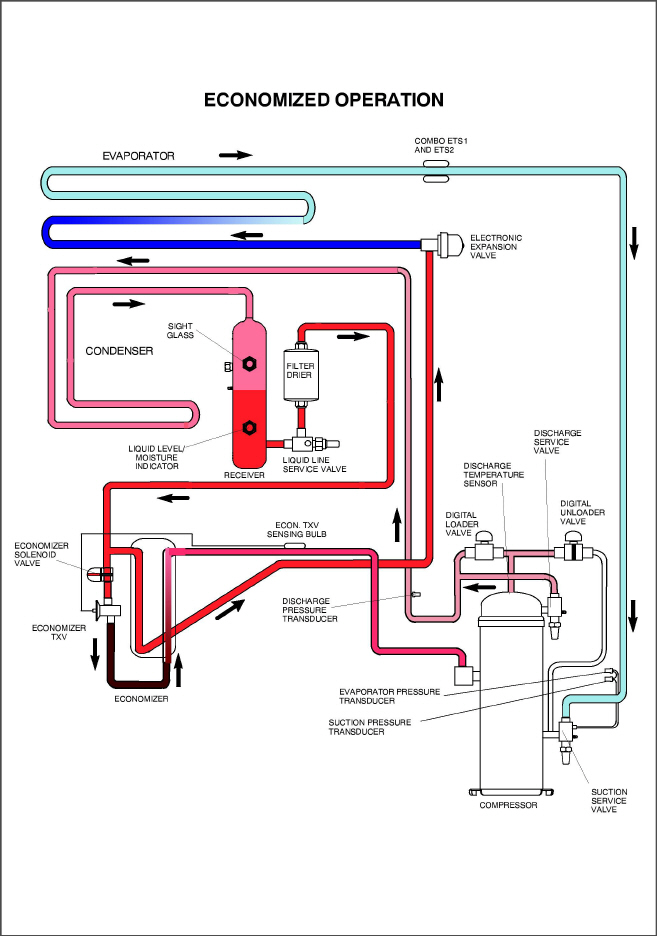 ECONOMIZED OPERATION
COMBO ETS1
AND ETS2
EVAPORATOR
ELECTRONIC
EXPANSION
VALVE
SIGHT
GLASS
CONDENSER
FILTER
DRIER
LIQUID LEVEL/
MOISTURE
INDICATOR
LIQUID LINE
SERVICE VALVE
RECEIVER
DISCHARGE
SERVICE
VALVE
DISCHARGE
TEMPERATURE
SENSOR
DIGITAL
LOADER
VALVE
DIGITAL
UNLOADER
VALVE
ECON. TXV
SENSING BULB
ECONOMIZER
SOLENOID
VALVE
DISCHARGE
PRESSURE
TRANSDUCER
ECONOMIZER
TXV
ECONOMIZER
EVAPORATOR PRESSURE
TRANSDUCER
SUCTION PRESSURE
TRANSDUCER
COMPRESSOR
SUCTION
SERVICE
VALVE